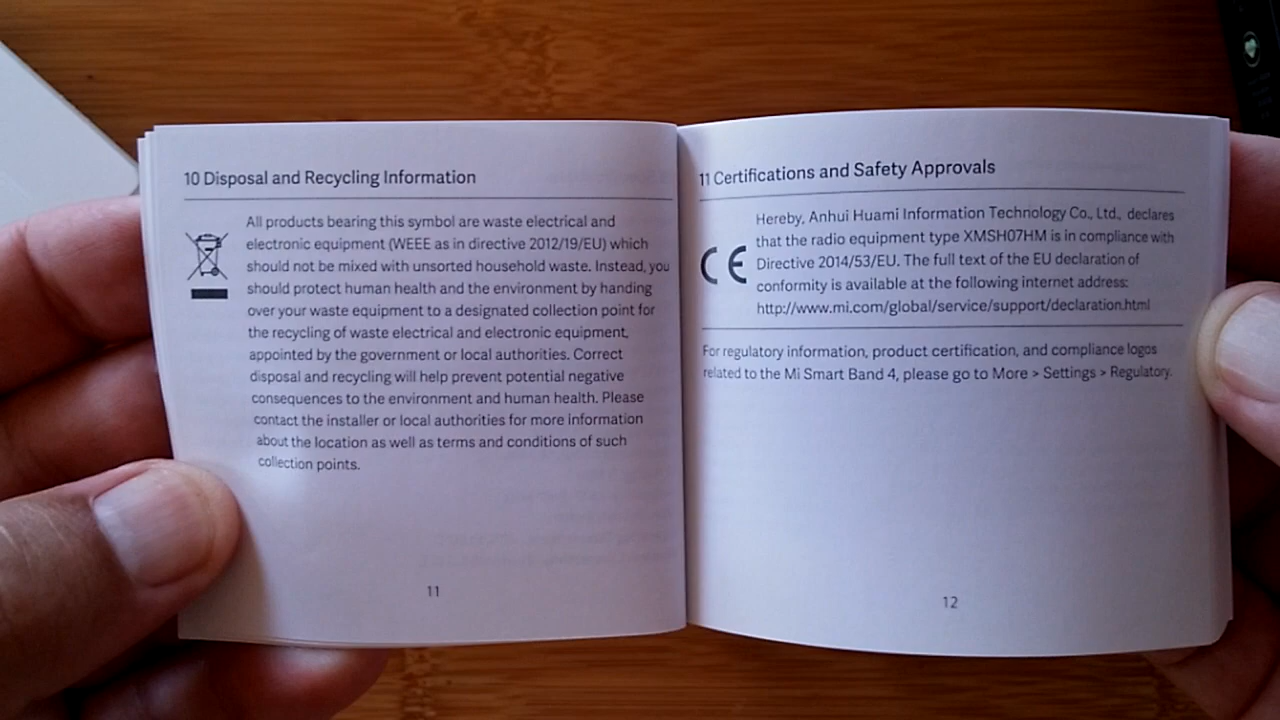 10 Disposal and Recycling Information
All products bearing this symbol are waste electrical and
electronic equipment (WEEE as in directive 2012/19/EU) which
should not be mixed with unsorted household waste. Instead, you
should protect human health and the environment by handing
over your waste equipment to a designated collection point for
the recycling of waste electrical and electronic equipment,
appointed by the government or local authorities. Correct
disposal and recycling will help prevent potential negative
consequences to the environment and human health. Please
contact the installer or local authorities for more information
about the location as well as terms and conditions of such
collection points.
11
11 Certifications and Safety Approvals
CE
Hereby, Anhui Huami Information Technology Co., Ltd., declares
that the radio equipment type XMSH07HM is in compliance with
Directive 2014/53/EU. The full text of the EU declaration of
conformity is available at the following internet address:
http://www.mi.com/global/service/support/declaration.html
For regulatory information, product certification, and compliance logos
related to the Mi Smart Band 4, please go to More > Settings > Regulatory.
12